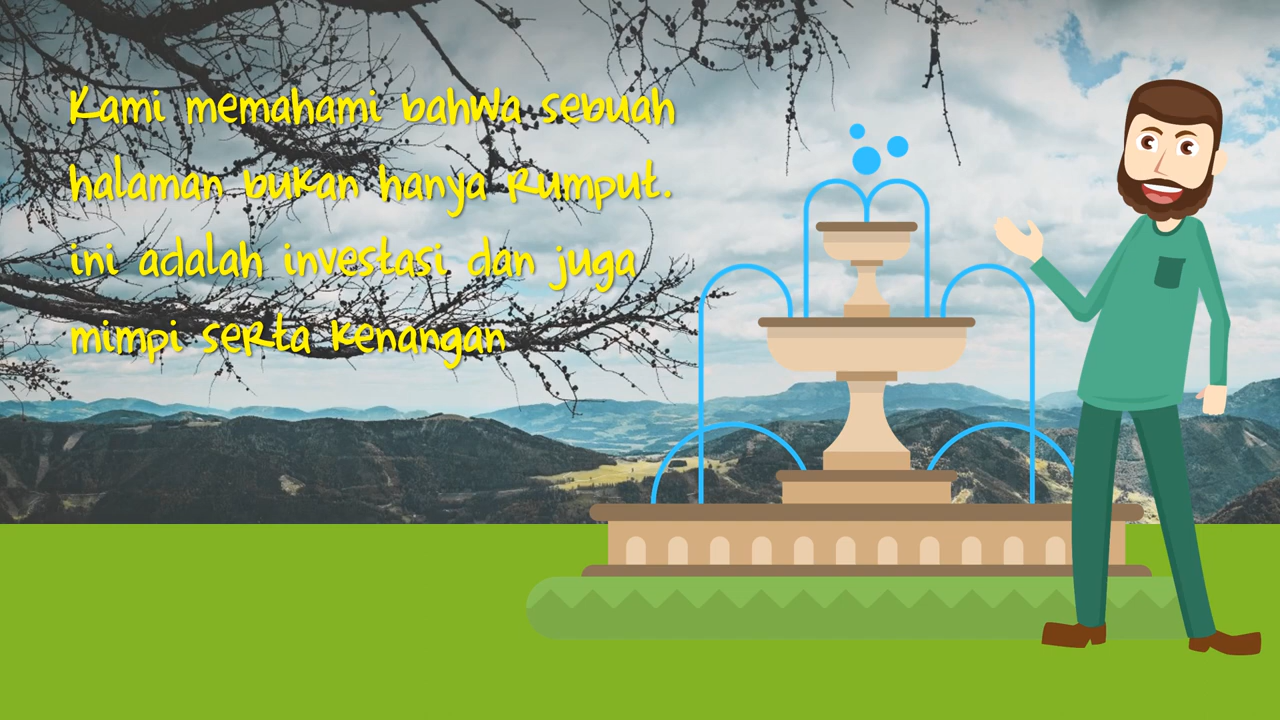 Kami memahami bahwa sebuah
halaman bukan hanya rumput.
ini adalah investasi dan juga
mimpi serta kenangan